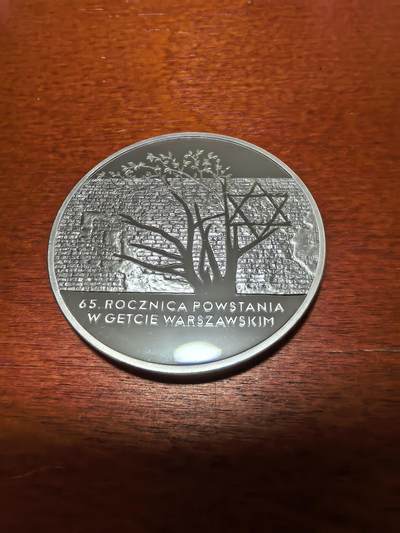 65. ROCZNICA POWSTANIA
W GETCIE WARSZAWSKIM